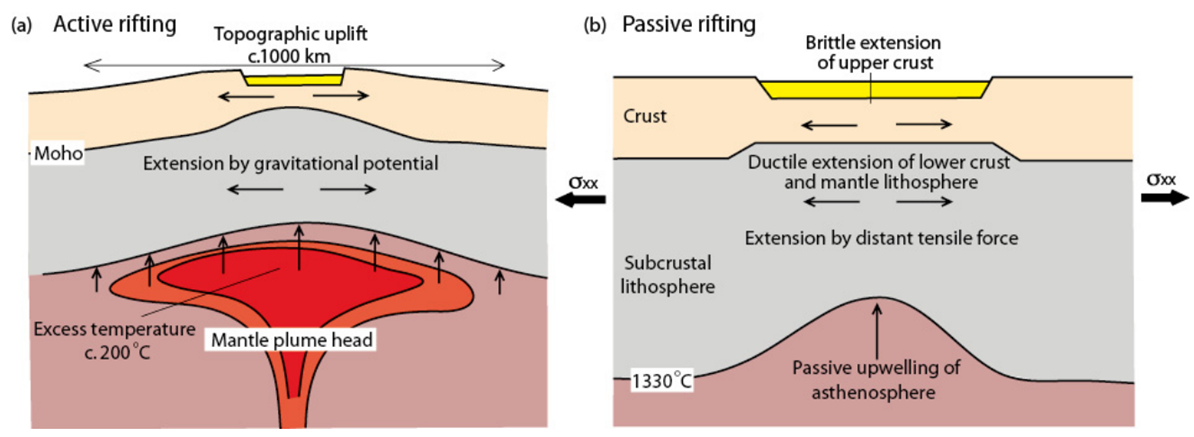 (a) Active rifting
Topographic uplift
c.1000 km
Moho
Extension by gravitational potential
Excess temperature
c. 200 °C
Mantle plume head
(b) Passive rifting
Brittle extension
of upper crust
Crust
Ductile extension of lower crust
and mantle lithosphere
σxx
σxx
Extension by distant tensile force
Subcrustal
lithosphere
1330 °C
Passive upwelling of
asthenosphere